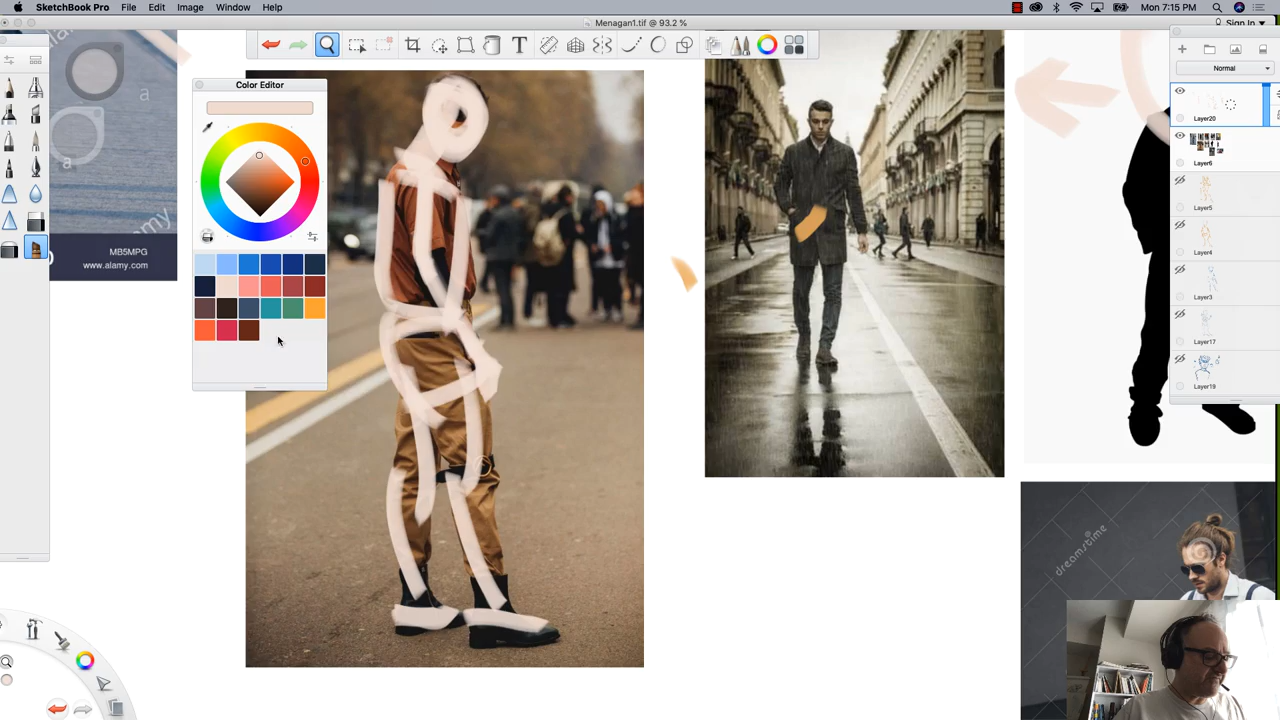 SketchBook Pro File Edit Image Window Help
Mon 7:15 PM
Menagan1.tif @ 93.2 %
Sign In
T
Color Editor
Normal
Layer20
Layer6
Layer5
Layer4
Layer3
Layer17
Layer19
a
a
alamy
MB5MPG
www.alamy.com
dreamstime